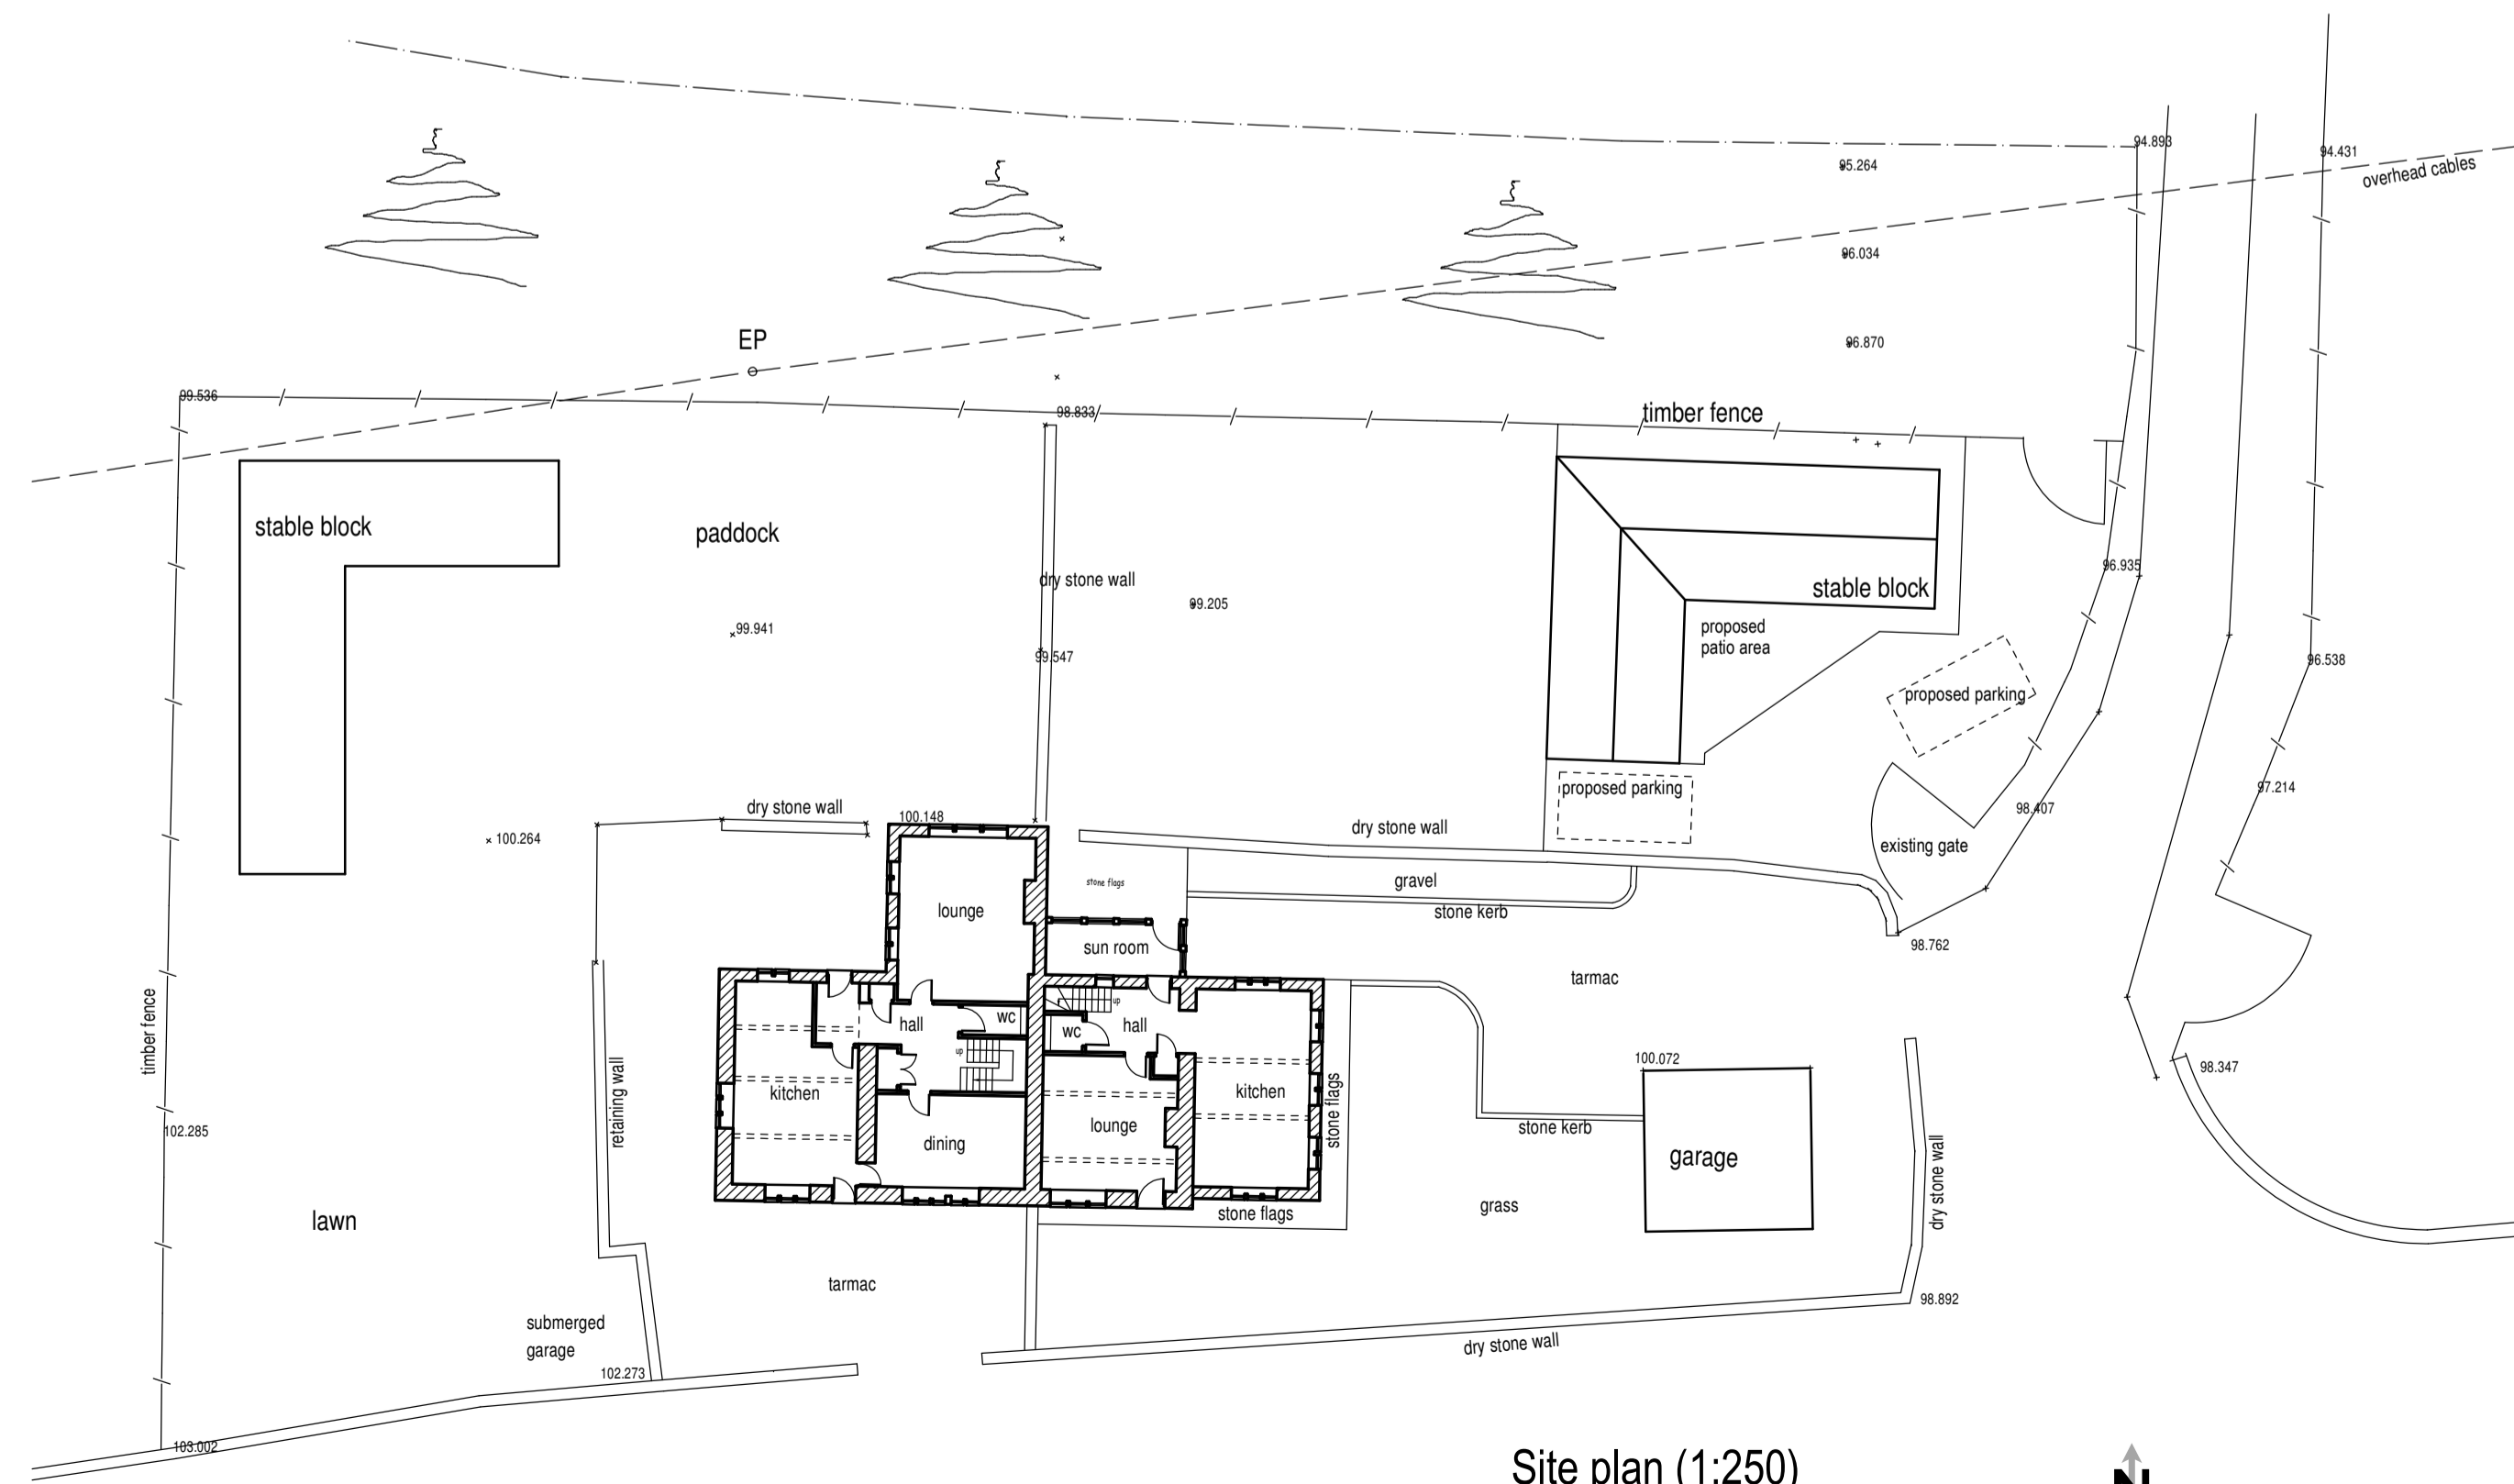 94.893
94.431
95.264
overhead cables
96.034
EP
96.870
99.536
98.833
timber fence
stable block
paddock
dry stone wall
99.205
99.941
99.547
stable block
96.935
proposed
patio area
96.538
proposed parking
97.214
proposed parking
98.407
dry stone wall
100.148
dry stone wall
100.264
existing gate
stone flags
gravel
lounge
stone kerb
sun room
98.762
tarmac
timber fence
hall
wc
up
wc
hall
up
retaining wall
kitchen
kitchen
stone flags
100.072
98.347
102.285
lounge
dining
stone kerb
garage
dry stone wall
lawn
stone flags
grass
tarmac
98.892
submerged
garage
dry stone wall
102.273
103.002
Site plan (1:250)
N